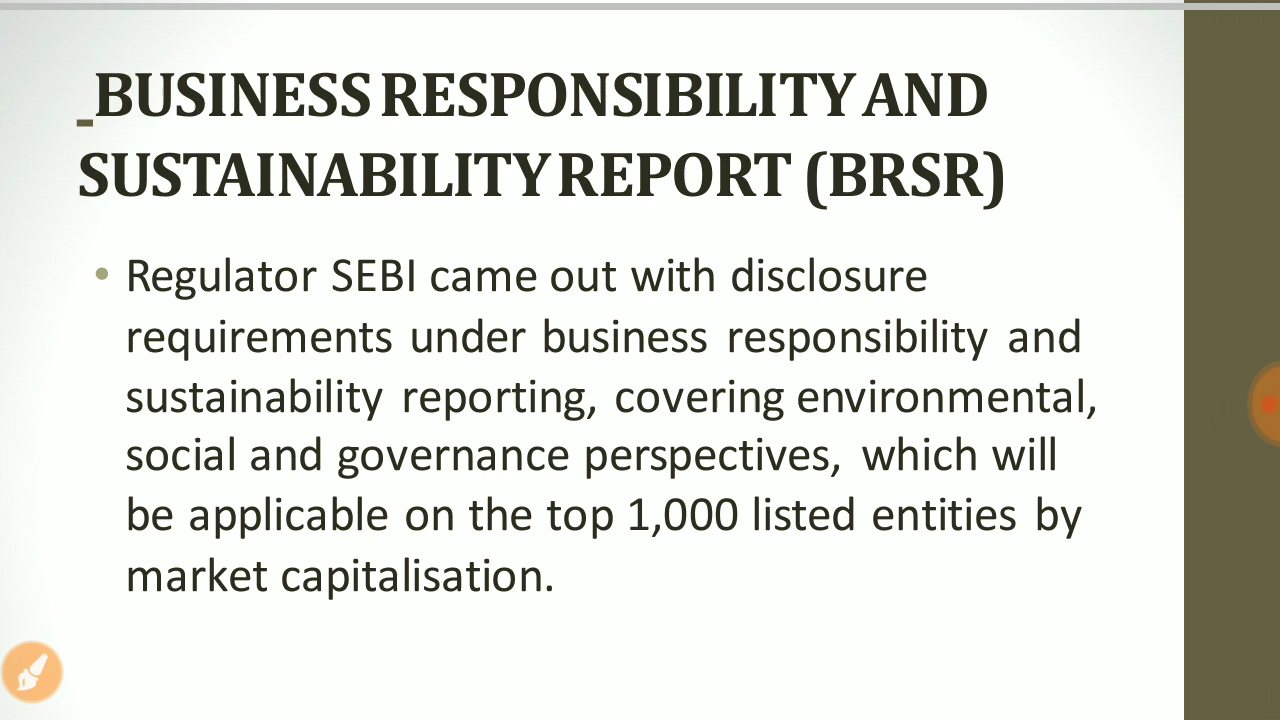 BUSINESS RESPONSIBILITY AND
SUSTAINABILITY REPORT (BRSR)
• Regulator SEBI came out with disclosure
requirements under business responsibility and
sustainability reporting, covering environmental,
social and governance perspectives, which will
be applicable on the top 1,000 listed entities by
market capitalisation.